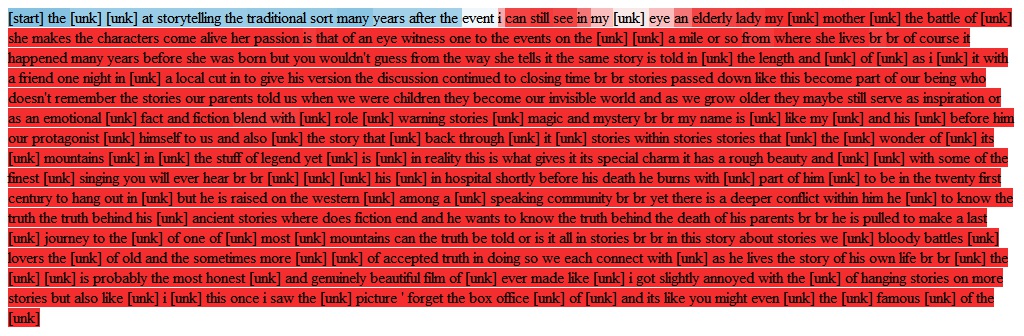 [start] the [unk] [unk] at storytelling the traditional sort many years after the event i can still see in my [unk] eye an elderly lady my [unk] mother [unk] the battle of [unk]
she makes the characters come alive her passion is that of an eye witness one to the events on the [unk] [unk] a mile or so from where she lives br br of course it
happened many years before she was born but you wouldn't guess from the way she tells it the same story is told in [unk] the length and [unk] of [unk] as i [unk] it with
a friend one night in [unk] a local cut in to give his version the discussion continued to closing time br br stories passed down like this become part of our being who
doesn't remember the stories our parents told us when we were children they become our invisible world and as we grow older they maybe still serve as inspiration or
as an emotional [unk] fact and fiction blend with [unk] role [unk] warning stories [unk] magic and mystery br br my name is [unk] like my [unk] and his [unk] before him
our protagonist [unk] himself to us and also [unk] the story that [unk] back through [unk] it [unk] stories within stories stories that [unk] the [unk] wonder of [unk] its
[unk] mountains [unk] in [unk] the stuff of legend yet [unk] is [unk] in reality this is what gives it its special charm it has a rough beauty and [unk] [unk] with some of the
finest [unk] singing you will ever hear br br [unk] [unk] [unk] his [unk] in hospital shortly before his death he burns with [unk] part of him [unk] to be in the twenty first
century to hang out in [unk] but he is raised on the western [unk] among a [unk] speaking community br br yet there is a deeper conflict within him he [unk] to know the
truth the truth behind his [unk] ancient stories where does fiction end and he wants to know the truth behind the death of his parents br br he is pulled to make a last
[unk] journey to the [unk] of one of [unk] most [unk] mountains can the truth be told or is it all in stories br br in this story about stories we [unk] bloody battles [unk]
lovers the [unk] of old and the sometimes more [unk] [unk] of accepted truth in doing so we each connect with [unk] as he lives the story of his own life br br [unk] the
[unk] [unk] is probably the most honest [unk] and genuinely beautiful film of [unk] ever made like [unk] i got slightly annoyed with the [unk] of hanging stories on more
stories but also like [unk] i [unk] this once i saw the [unk] picture ' forget the box office [unk] of [unk] and its like you might even [unk] the [unk] famous [unk] of the
[unk]